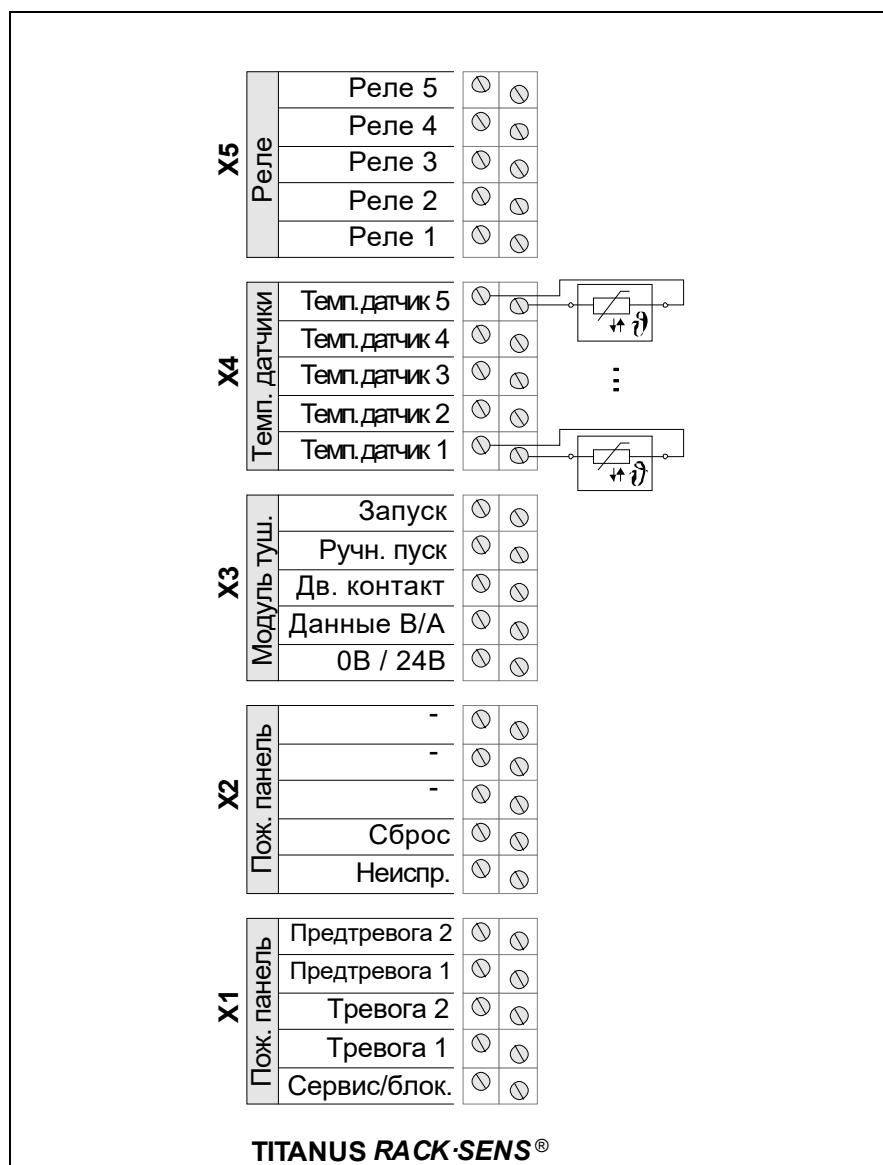 X5
Реле
Реле 5
Реле 4
Реле 3
Реле 2
Реле 1
X4
Темп. датчики
Темп. датчик 5
Темп. датчик 4
Темп. датчик 3
Темп. датчик 2
Темп. датчик 1
ϑ
...
ϑ
X3
Модуль туш.
Запуск
Ручн. пуск
Дв. контакт
Данные В/А
0В / 24В
X2
Пож. панель
-
-
-
Сброс
Неиспр.
X1
Пож. панель
Предтревога 2
Предтревога 1
Тревога 2
Тревога 1
Сервис/блок.
TITANUS RACK·SENS®